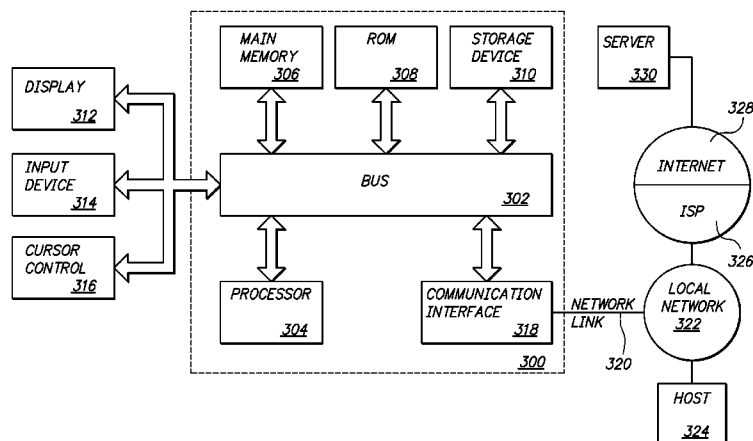 MAIN
MEMORY
306
ROM
308
STORAGE
DEVICE
310
SERVER
330
DISPLAY
312
328
INPUT
DEVICE
314
BUS
302
INTERNET
ISP
326
CURSOR
CONTROL
316
PROCESSOR
304
COMMUNICATION
INTERFACE
318
NETWORK
LINK
320
LOCAL
NETWORK
322
300
HOST
324